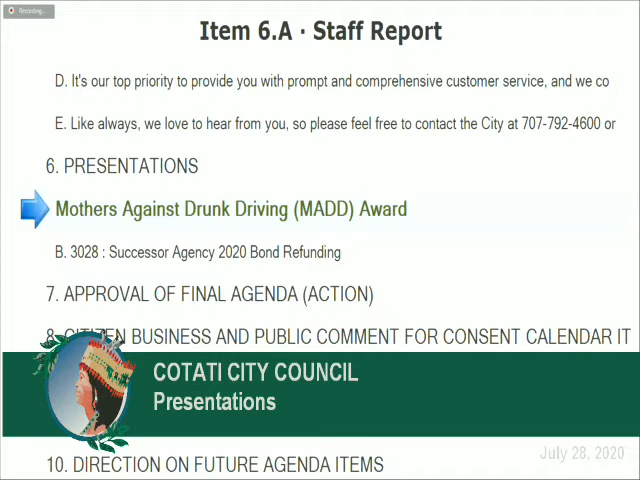 Recording...
Item 6.A · Staff Report
D. It's our top priority to provide you with prompt and comprehensive customer service, and we co
E. Like always, we love to hear from you, so please feel free to contact the City at 707-792-4600 or
6. PRESENTATIONS
Mothers Against Drunk Driving (MADD) Award
B. 3028 : Successor Agency 2020 Bond Refunding
7. APPROVAL OF FINAL AGENDA (ACTION)
8. CITIZEN BUSINESS AND PUBLIC COMMENT FOR CONSENT CALENDAR IT
COTATI CITY COUNCIL
Presentations
July 28, 2020
10. DIRECTION ON FUTURE AGENDA ITEMS